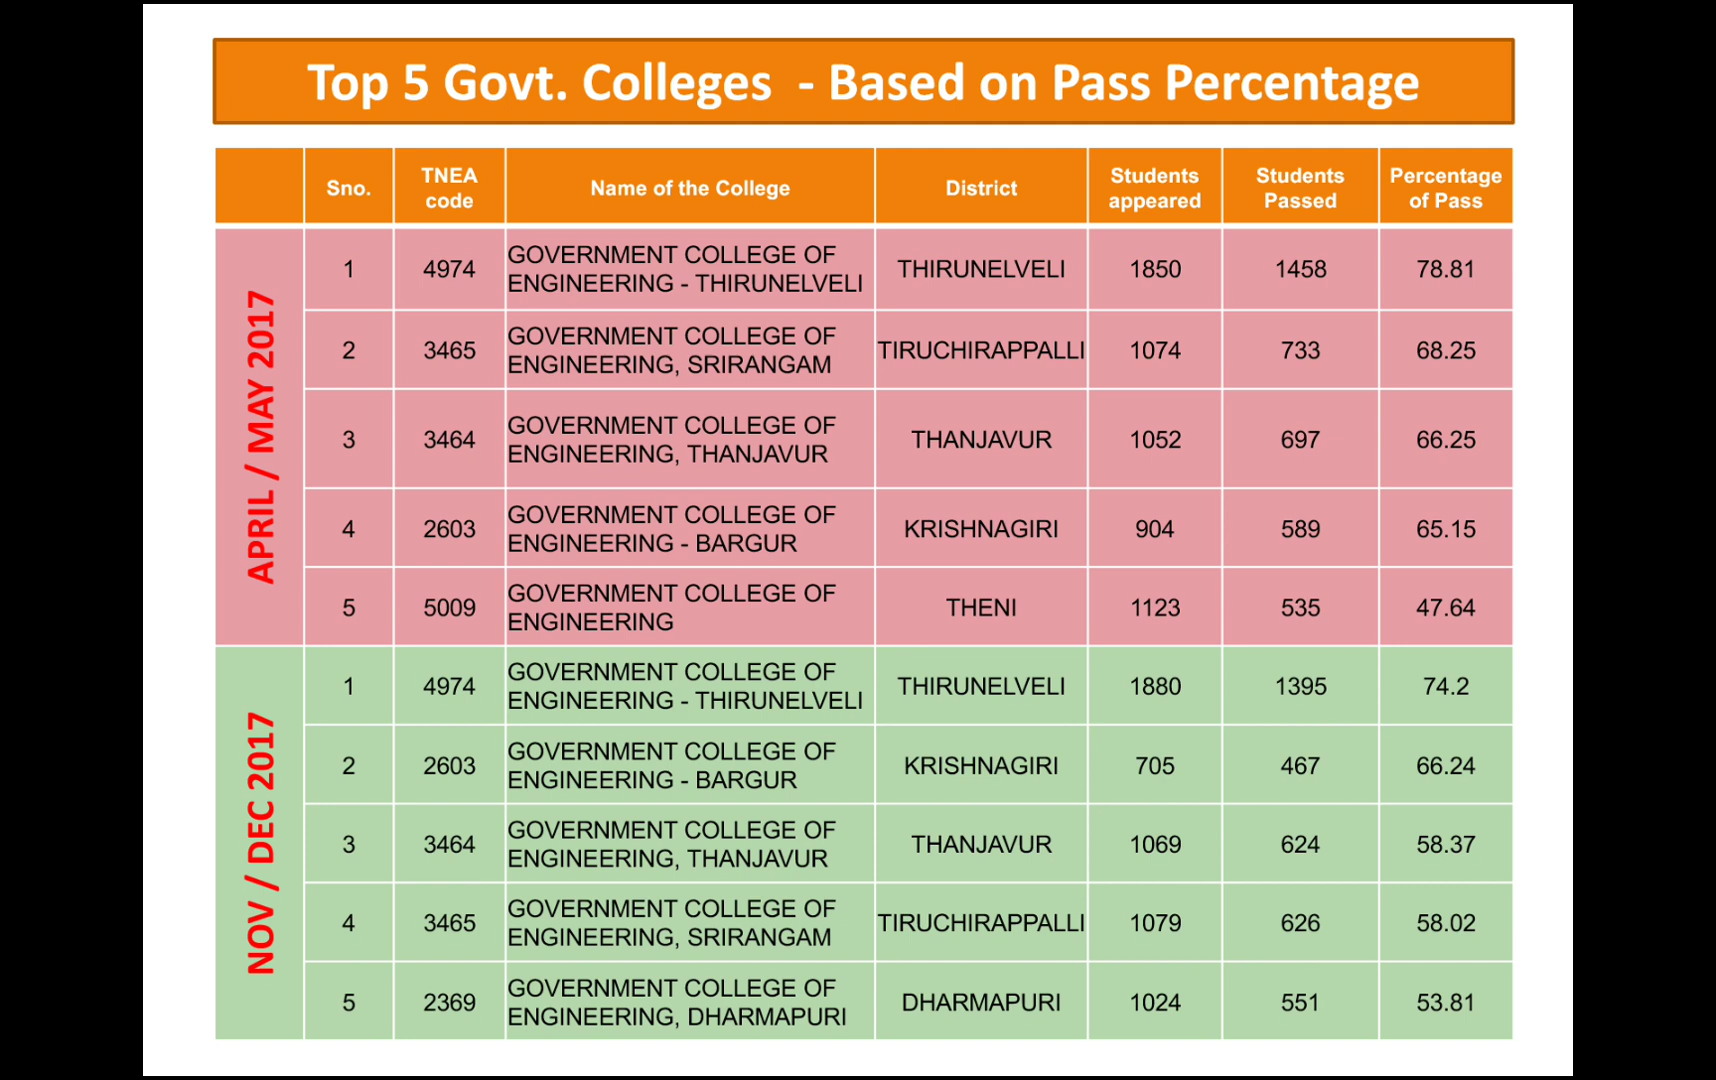 Top 5 Govt. Colleges - Based on Pass Percentage
Sno.
TNEA
code
Name of the College
District
Students
appeared
Students
Passed
Percentage
of Pass
APRIL / MAY 2017
1
4974
GOVERNMENT COLLEGE OF
ENGINEERING - THIRUNELVELI
THIRUNELVELI
1850
1458
78.81
2
3465
GOVERNMENT COLLEGE OF
ENGINEERING, SRIRANGAM
TIRUCHIRAPPALLI
1074
733
68.25
3
3464
GOVERNMENT COLLEGE OF
ENGINEERING, THANJAVUR
THANJAVUR
1052
697
66.25
4
2603
GOVERNMENT COLLEGE OF
ENGINEERING - BARGUR
KRISHNAGIRI
904
589
65.15
5
5009
GOVERNMENT COLLEGE OF
ENGINEERING
THENI
1123
535
47.64
NOV / DEC 2017
1
4974
GOVERNMENT COLLEGE OF
ENGINEERING - THIRUNELVELI
THIRUNELVELI
1880
1395
74.2
2
2603
GOVERNMENT COLLEGE OF
ENGINEERING - BARGUR
KRISHNAGIRI
705
467
66.24
3
3464
GOVERNMENT COLLEGE OF
ENGINEERING, THANJAVUR
THANJAVUR
1069
624
58.37
4
3465
GOVERNMENT COLLEGE OF
ENGINEERING, SRIRANGAM
TIRUCHIRAPPALLI
1079
626
58.02
5
2369
GOVERNMENT COLLEGE OF
ENGINEERING, DHARMAPURI
DHARMAPURI
1024
551
53.81